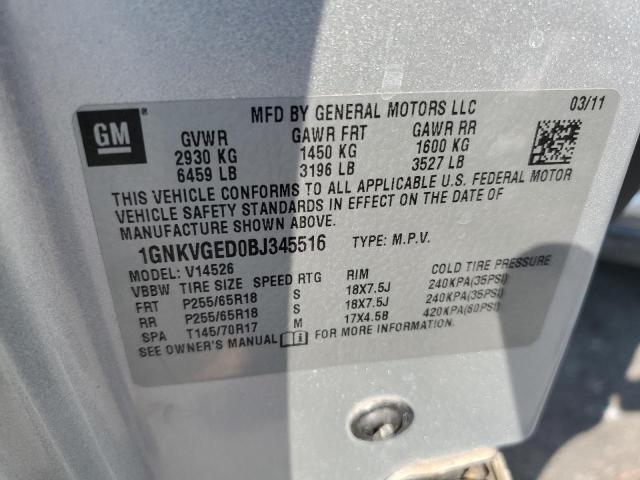 MFD BY GENERAL MOTORS LLC 03/11
GM
GVWR GAWR FRT GAWR RR
2930 KG 1450 KG 1600 KG
6459 LB 3196 LB 3527 LB
THIS VEHICLE CONFORMS TO ALL APPLICABLE U.S. FEDERAL MOTOR
VEHICLE SAFETY STANDARDS IN EFFECT ON THE DATE OF
MANUFACTURE SHOWN ABOVE.
1GNKVGED0BJ345516 TYPE: M.P.V.
MODEL: V14526
VBBW TIRE SIZE SPEED RTG RIM COLD TIRE PRESSURE
FRT P255/65R18 S 18X7.5J 240KPA(35PSI)
RR P255/65R18 S 18X7.5J 240KPA(35PSI)
SPA T145/70R17 M 17X4.5B 420KPA(60PSI)
SEE OWNER'S MANUAL FOR MORE INFORMATION.